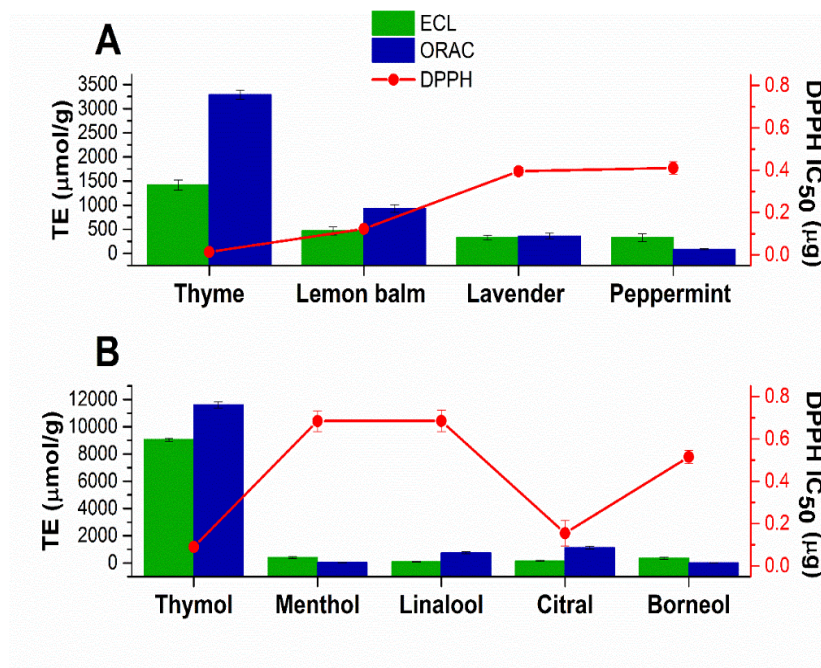 A
ECL
ORAC
DPPH
TE (μmol/g)
3500
3000
2500
2000
1500
1000
500
0
0.8
0.6
0.4
0.2
0.0
DPPH IC50 (μg)
Thyme Lemon balm Lavender Peppermint
B
TE (μmol/g)
12000
10000
8000
6000
4000
2000
0
0.8
0.6
0.4
0.2
0.0
DPPH IC50 (μg)
Thymol Menthol Linalool Citral Borneol